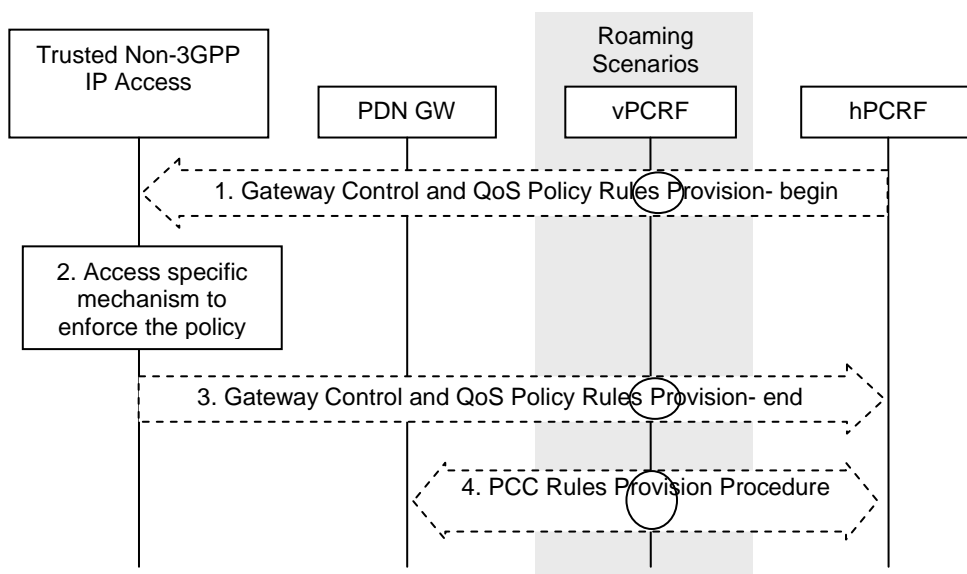 Trusted Non-3GPP
IP Access
Roaming
Scenarios
PDN GW
vPCRF
hPCRF
1. Gateway Control and QoS Policy Rules Provision- begin
2. Access specific
mechanism to
enforce the policy
3. Gateway Control and QoS Policy Rules Provision- end
4. PCC Rules Provision Procedure